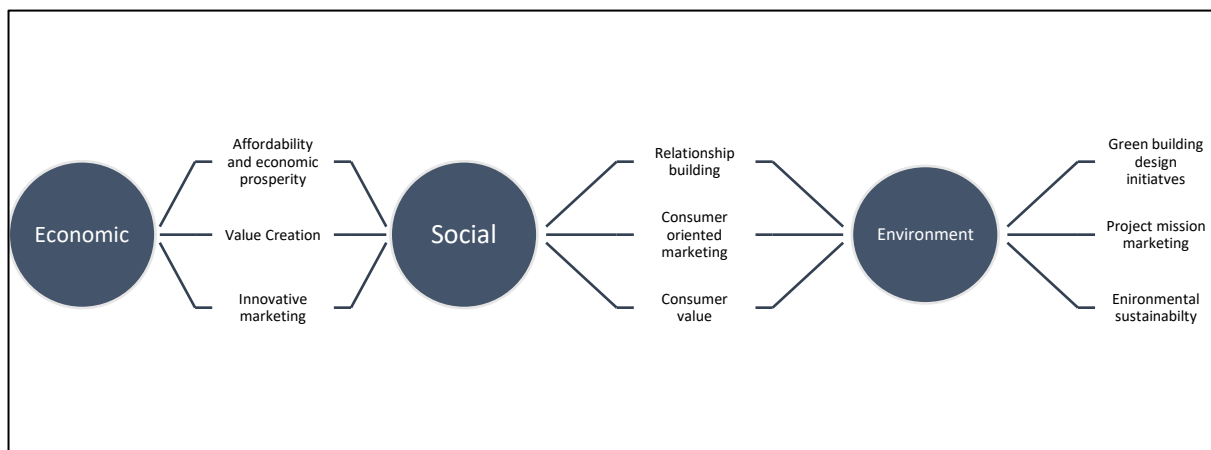 Economic
Affordability
and economic
prosperity
Value Creation
Innovative
marketing
Social
Relationship
building
Consumer
oriented
marketing
Consumer
value
Environment
Green building
design
initiatves
Project mission
marketing
Enironmental
sustainabilty